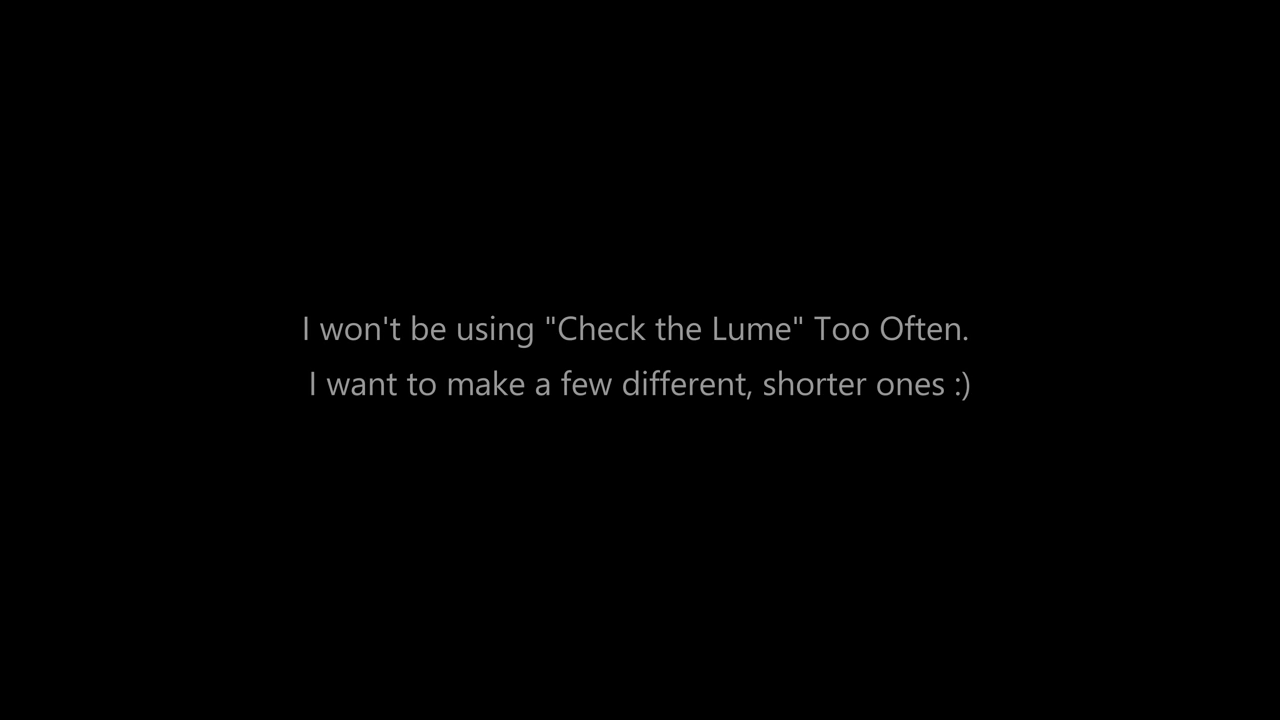 I won't be using "Check the Lume" Too Often.
I want to make a few different, shorter ones :)